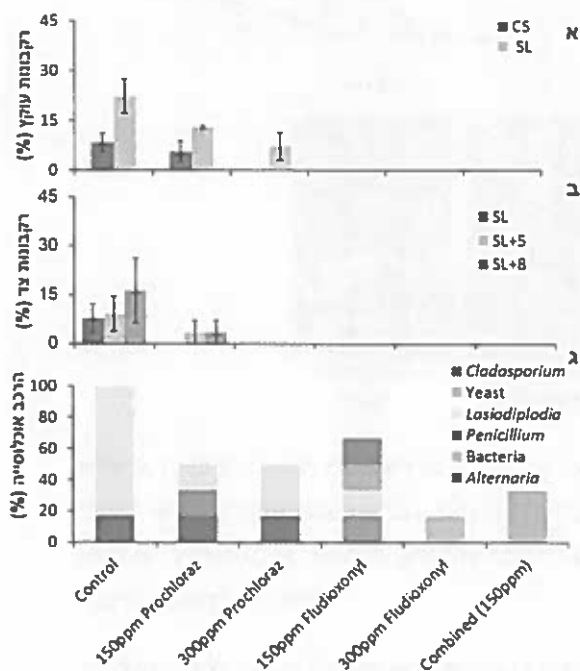 א
רקבונות עוקץ (%)
45
30
15
0
CS
SL
ב
רקבונות צד (%)
45
30
15
0
SL
SL+5
SL+8
ג
הרכב אוכלוסייה (%)
100
80
60
40
20
0
Cladosporium
Yeast
Lasiodiplodia
Penicillium
Bacteria
Alternaria
Control
150ppm Prochloraz
300ppm Prochloraz
150ppm Fludioxonyl
300ppm Fludioxonyl
Combined (150ppm)